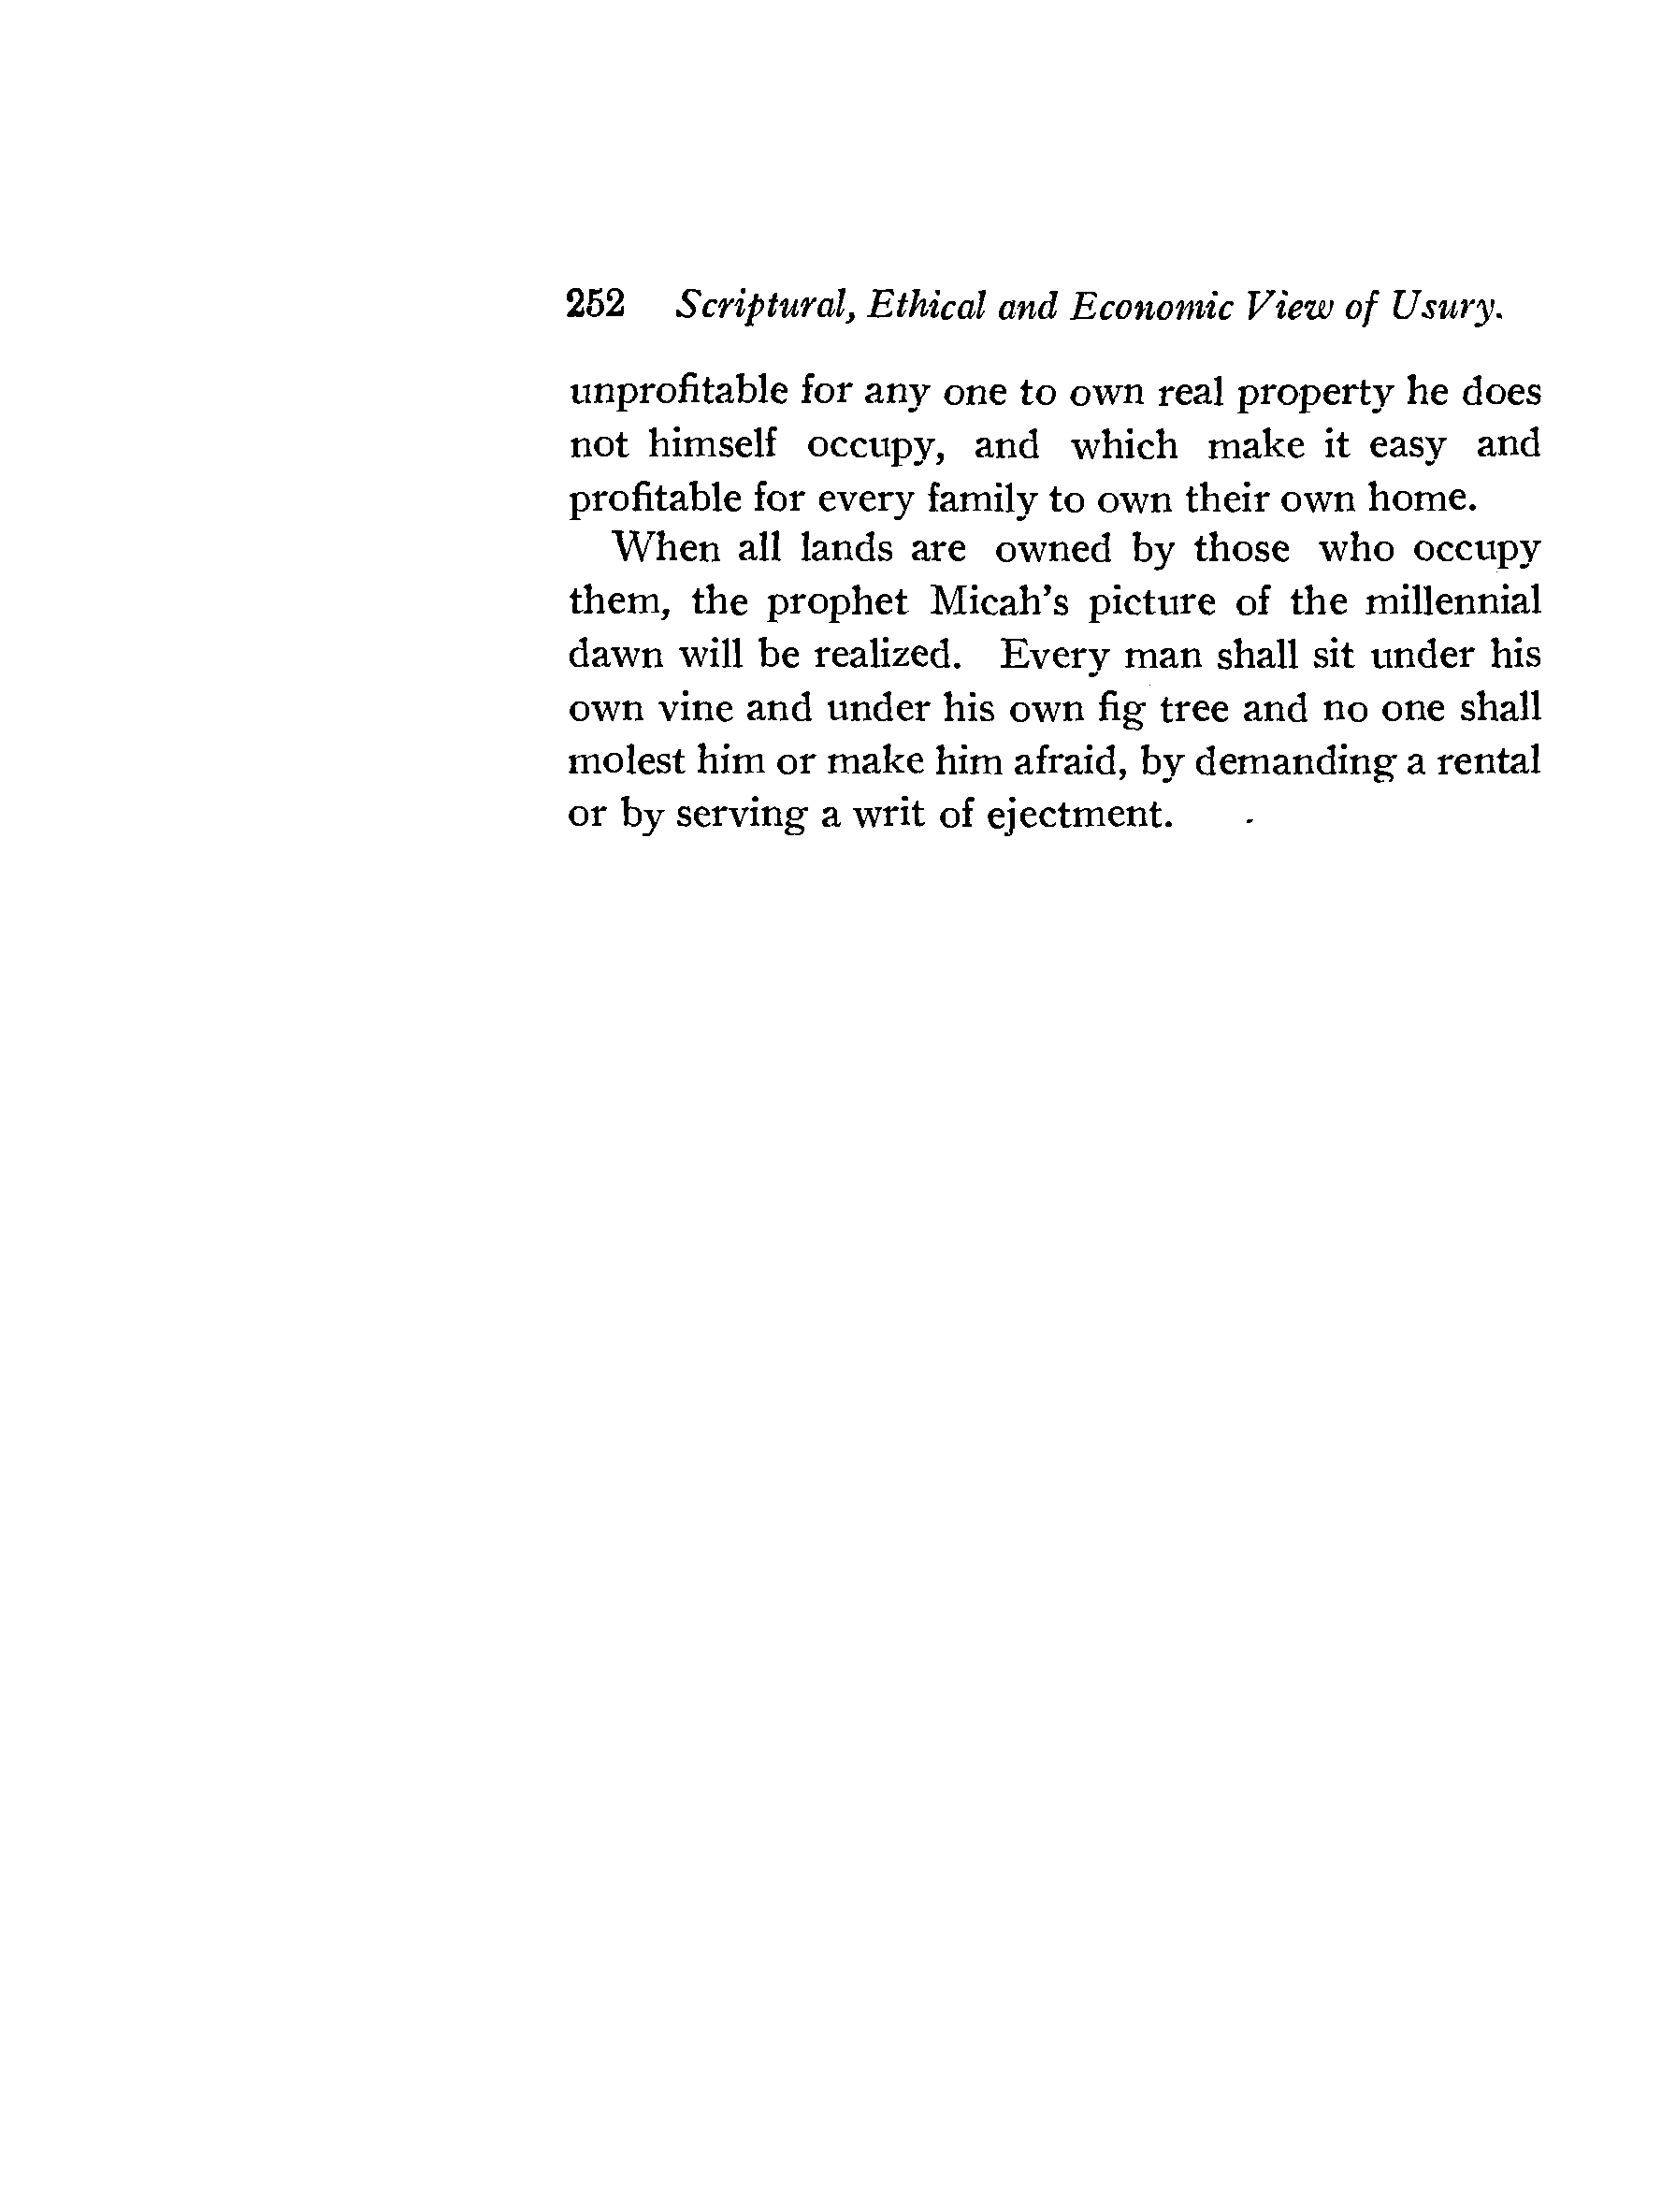 252 Scriptural, Ethical and Economic View of Usury.
unprofitable for any one to own real property he does
not himself occupy, and which make it easy and
profitable for every family to own their own home.
When all lands are owned by those who occupy
them, the prophet Micah's picture of the millennial
dawn will be realized. Every man shall sit under his
own vine and under his own fig tree and no one shall
molest him or make him afraid, by demanding a rental
or by serving a writ of ejectment.